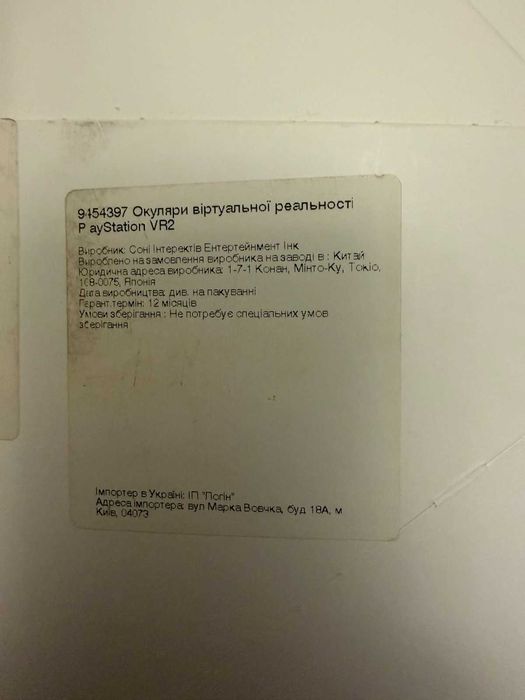 9454397 Окуляри віртуальної реальності
P ayStation VR2
Виробник: Соні Інтеректів Ентертейнмент Інк
Вироблено на замовлення виробника на заводі в : Китай
Юридична адреса виробника: 1-7-1 Конан, Мінто-Ку, Токіо,
108-0075, Японія
Дата виробництва: див. на пакуванні
Гарант.термін: 12 місяців
Умови зберігання : Не потребує спеціальних умов
зберігання
Імпортер в Україні: ІП "Логін"
Адреса імпортера: вул Марка Вовчка, буд 18А, м
Київ, 04073